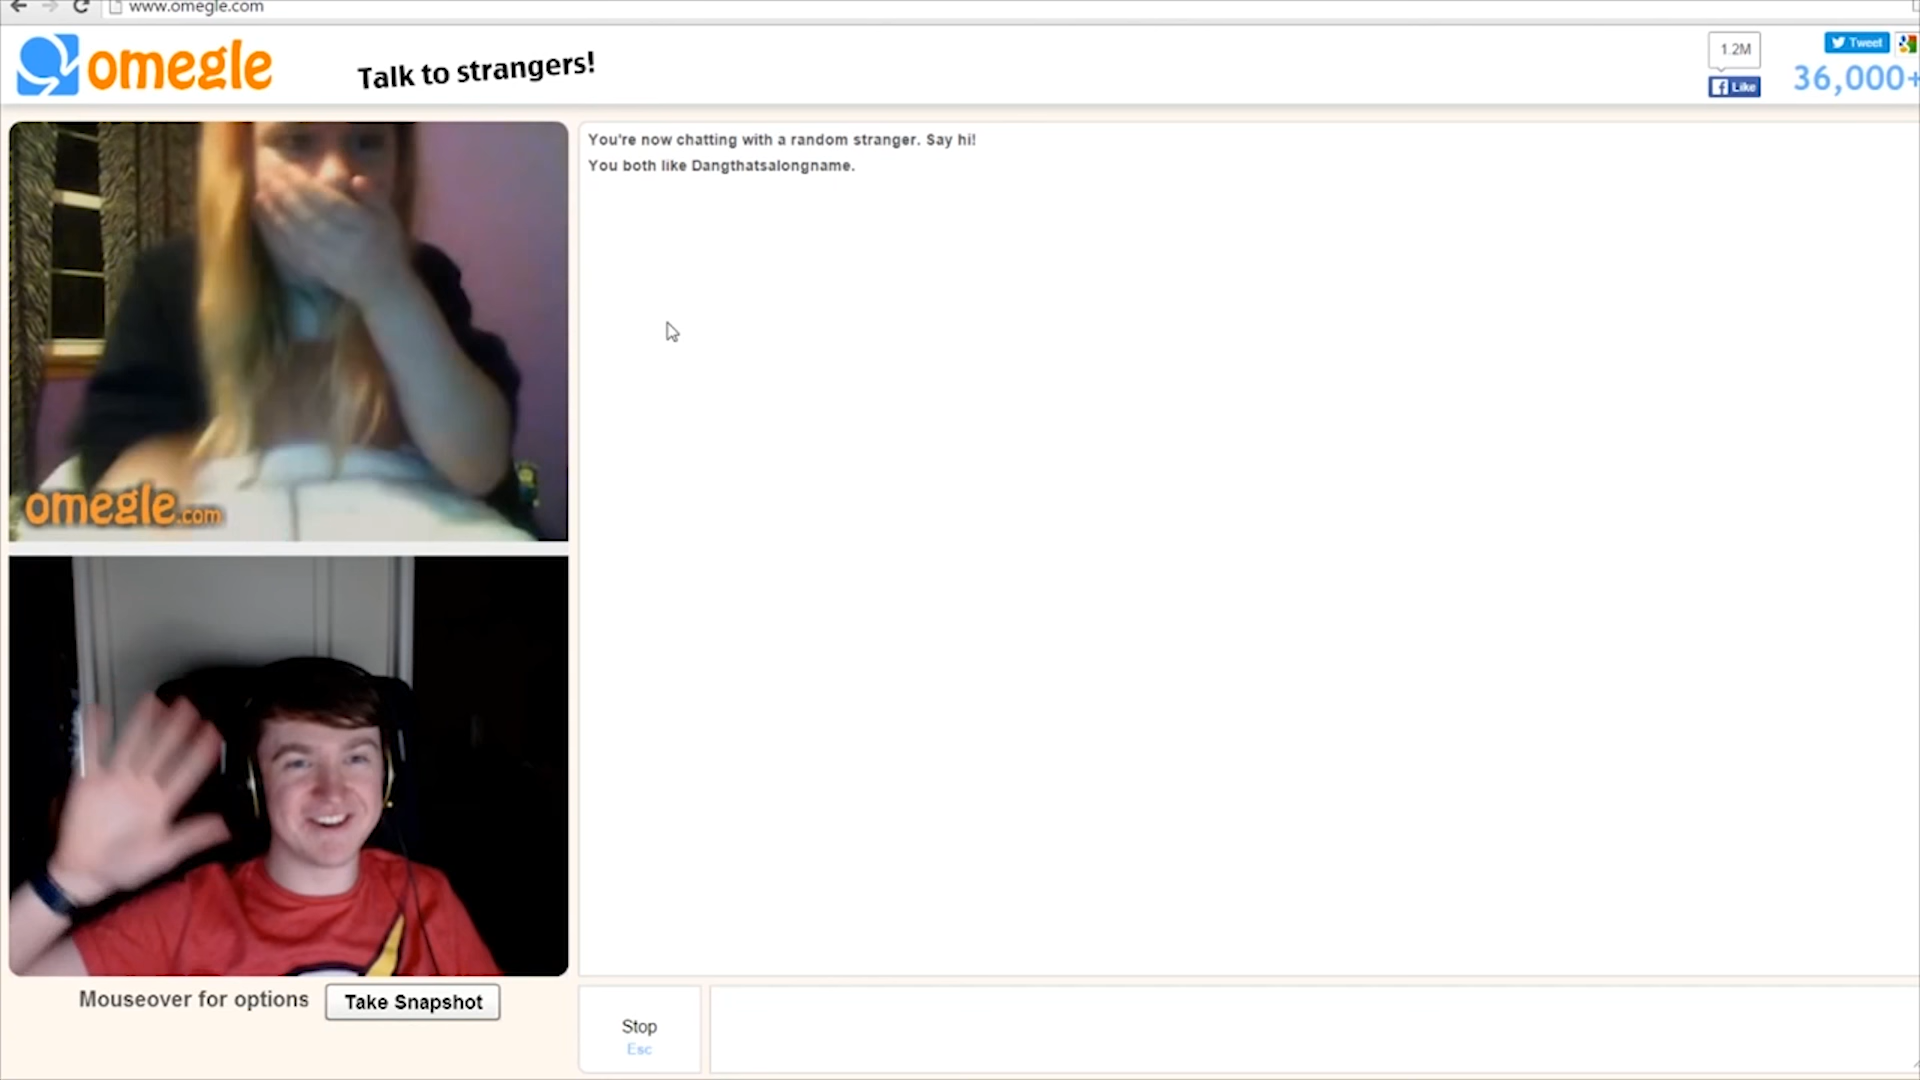 www.omegle.com
omegle
Talk to strangers!
1.2M
Tweet
Like
36,000+
You're now chatting with a random stranger. Say hi!
You both like Dangthatsalongname.
omegle.com
Mouseover for options
Take Snapshot
Stop
Esc